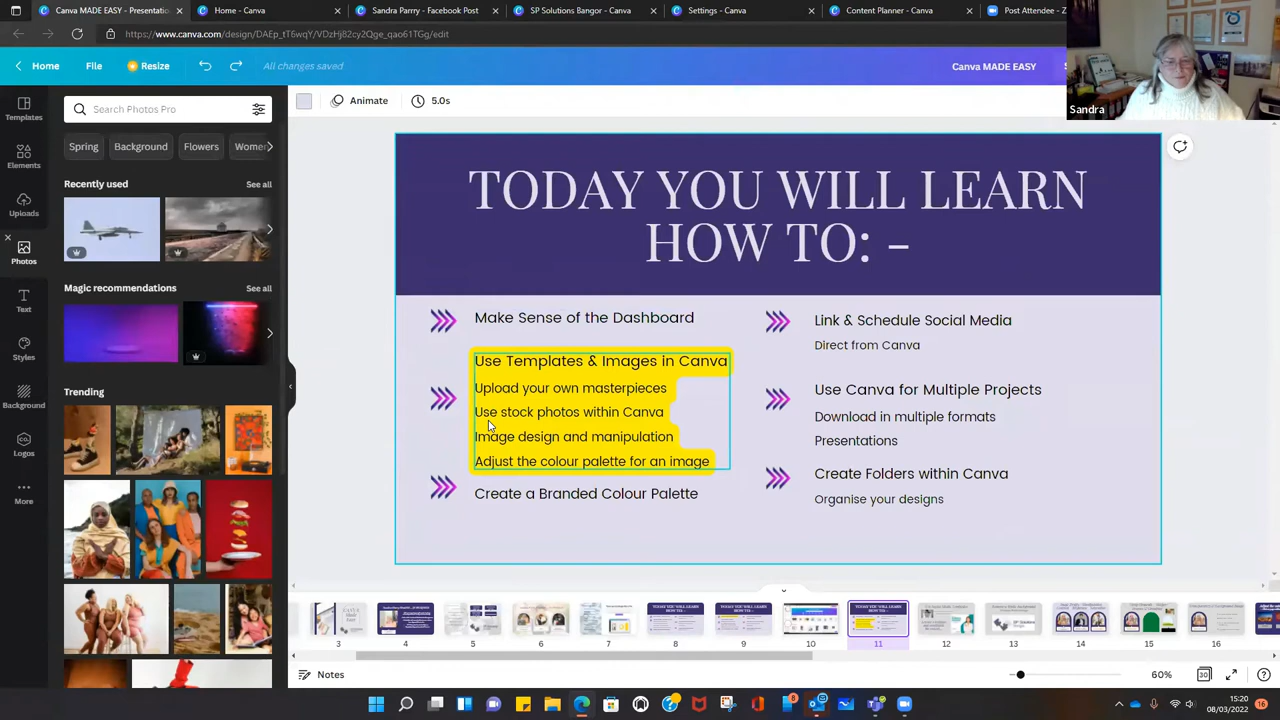 Canva MADE EASY - Presentatio
Home - Canva
Sandra Parry - Facebook Post
SP Solutions Bangor - Canva
Settings - Canva
Content Planner - Canva
Post Attendee - Z
https://www.canva.com/design/DAEp_tT6wqY/VDzHjB2cy2Qge_qao61TGg/edit
Home
File
Resize
All changes saved
Canva MADE EASY
Sandra
Templates
Elements
Uploads
Photos
Text
Styles
Background
Logos
More
Search Photos Pro
Spring
Background
Flowers
Women
Recently used
See all
Magic recommendations
See all
Trending
Animate
5.0s
TODAY YOU WILL LEARN
HOW TO: -
Make Sense of the Dashboard
Use Templates & Images in Canva
Upload your own masterpieces
Use stock photos within Canva
Image design and manipulation
Adjust the colour palette for an image
Create a Branded Colour Palette
Link & Schedule Social Media
Direct from Canva
Use Canva for Multiple Projects
Download in multiple formats
Presentations
Create Folders within Canva
Organise your designs
3
4
5
6
7
8
9
10
11
12
13
14
15
16
Notes
60%
30
15:20
08/03/2022
16